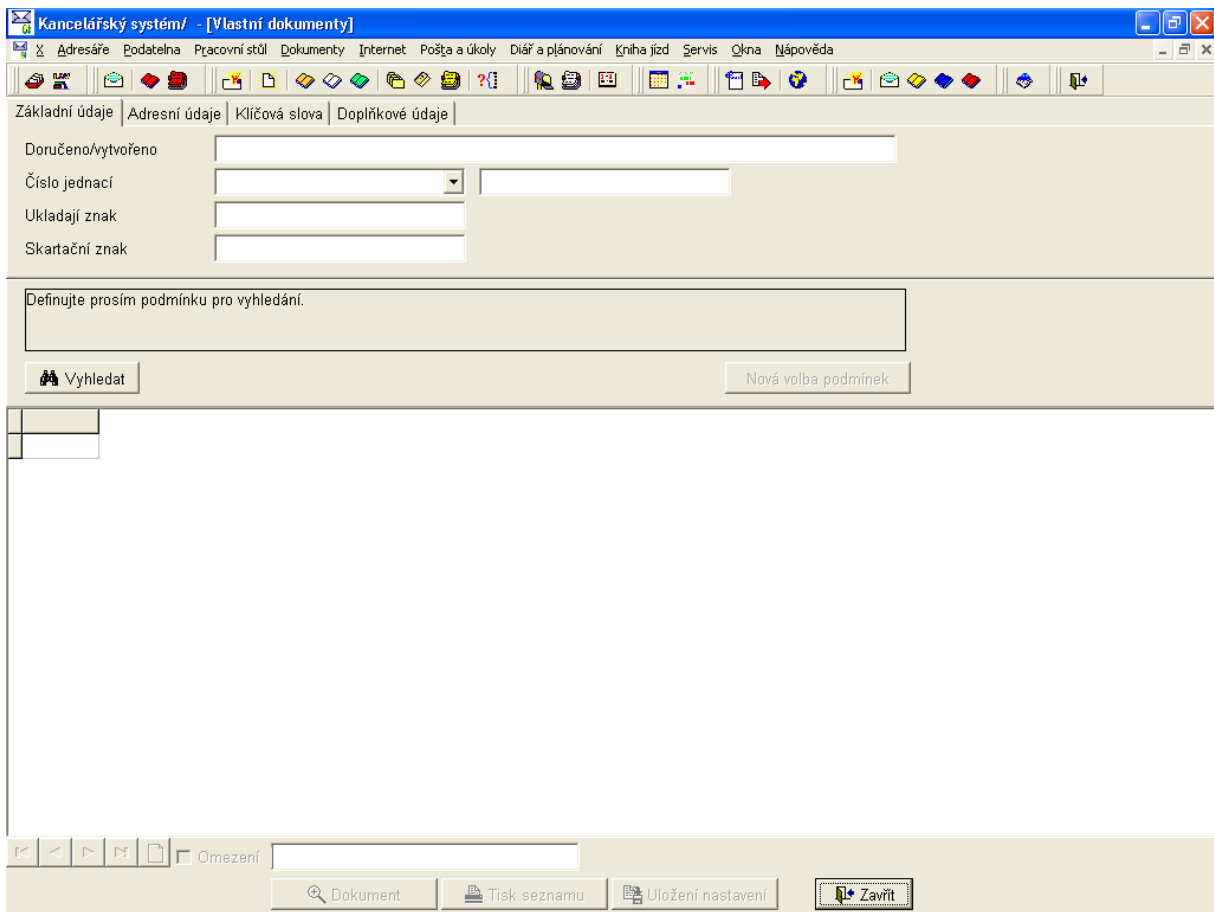 Kancelářský systém/ - [Vlastní dokumenty]
X Adresáře Podatelna Pracovní stůl Dokumenty Internet Pošta a úkoly Diář a plánování Kniha jízd Servis Okna Nápověda
Základní údaje Adresní údaje Klíčová slova Doplňkové údaje
Doručeno/vytvořeno
Číslo jednací
Ukladají znak
Skartační znak
Definujte prosím podmínku pro vyhledání.
Vyhledat Nová volba podmínek
Omezení
Dokument Tisk seznamu Uložení nastavení Zavřít